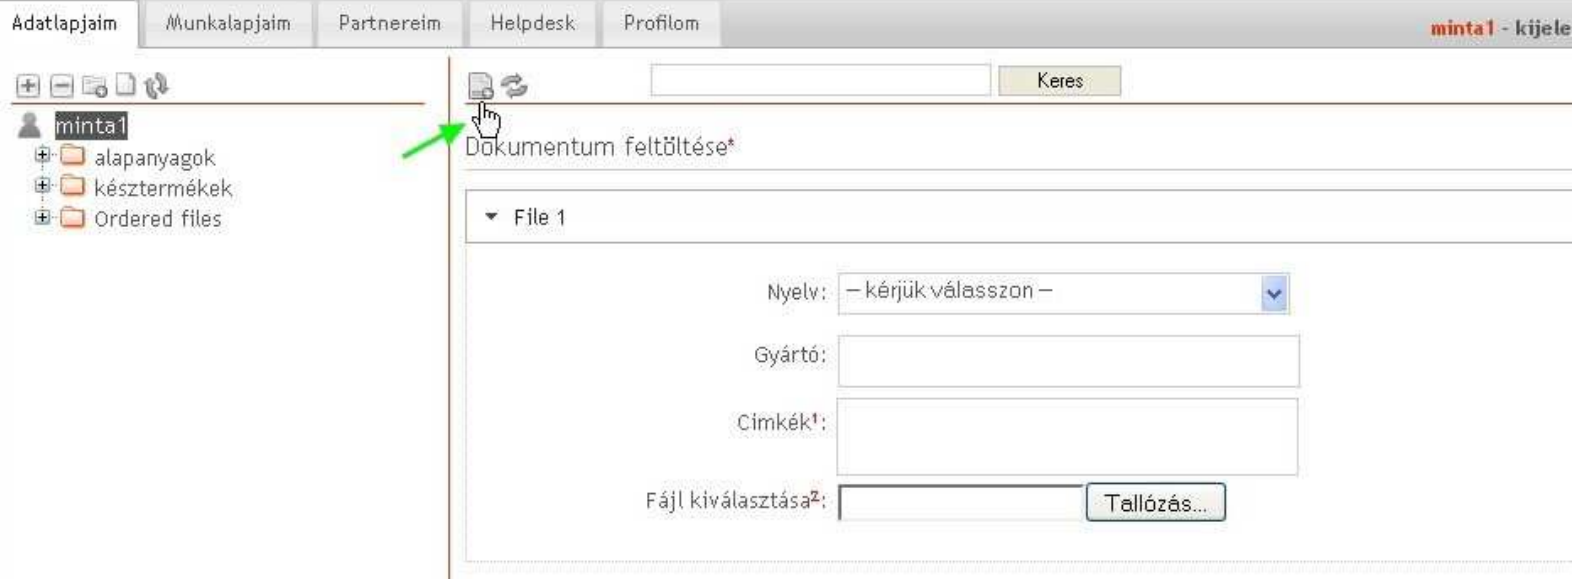 Adatlapjaim Munkalapjaim Partnereim Helpdesk Profilom minta1 - kijele
Keres
minta1
alapanyagok
késztermékek
Ordered files
Dokumentum feltöltése*
File 1
Nyelv: – kérjük válasszon –
Gyártó:
Cimkék¹:
Fájl kiválasztása²: Tallózás...